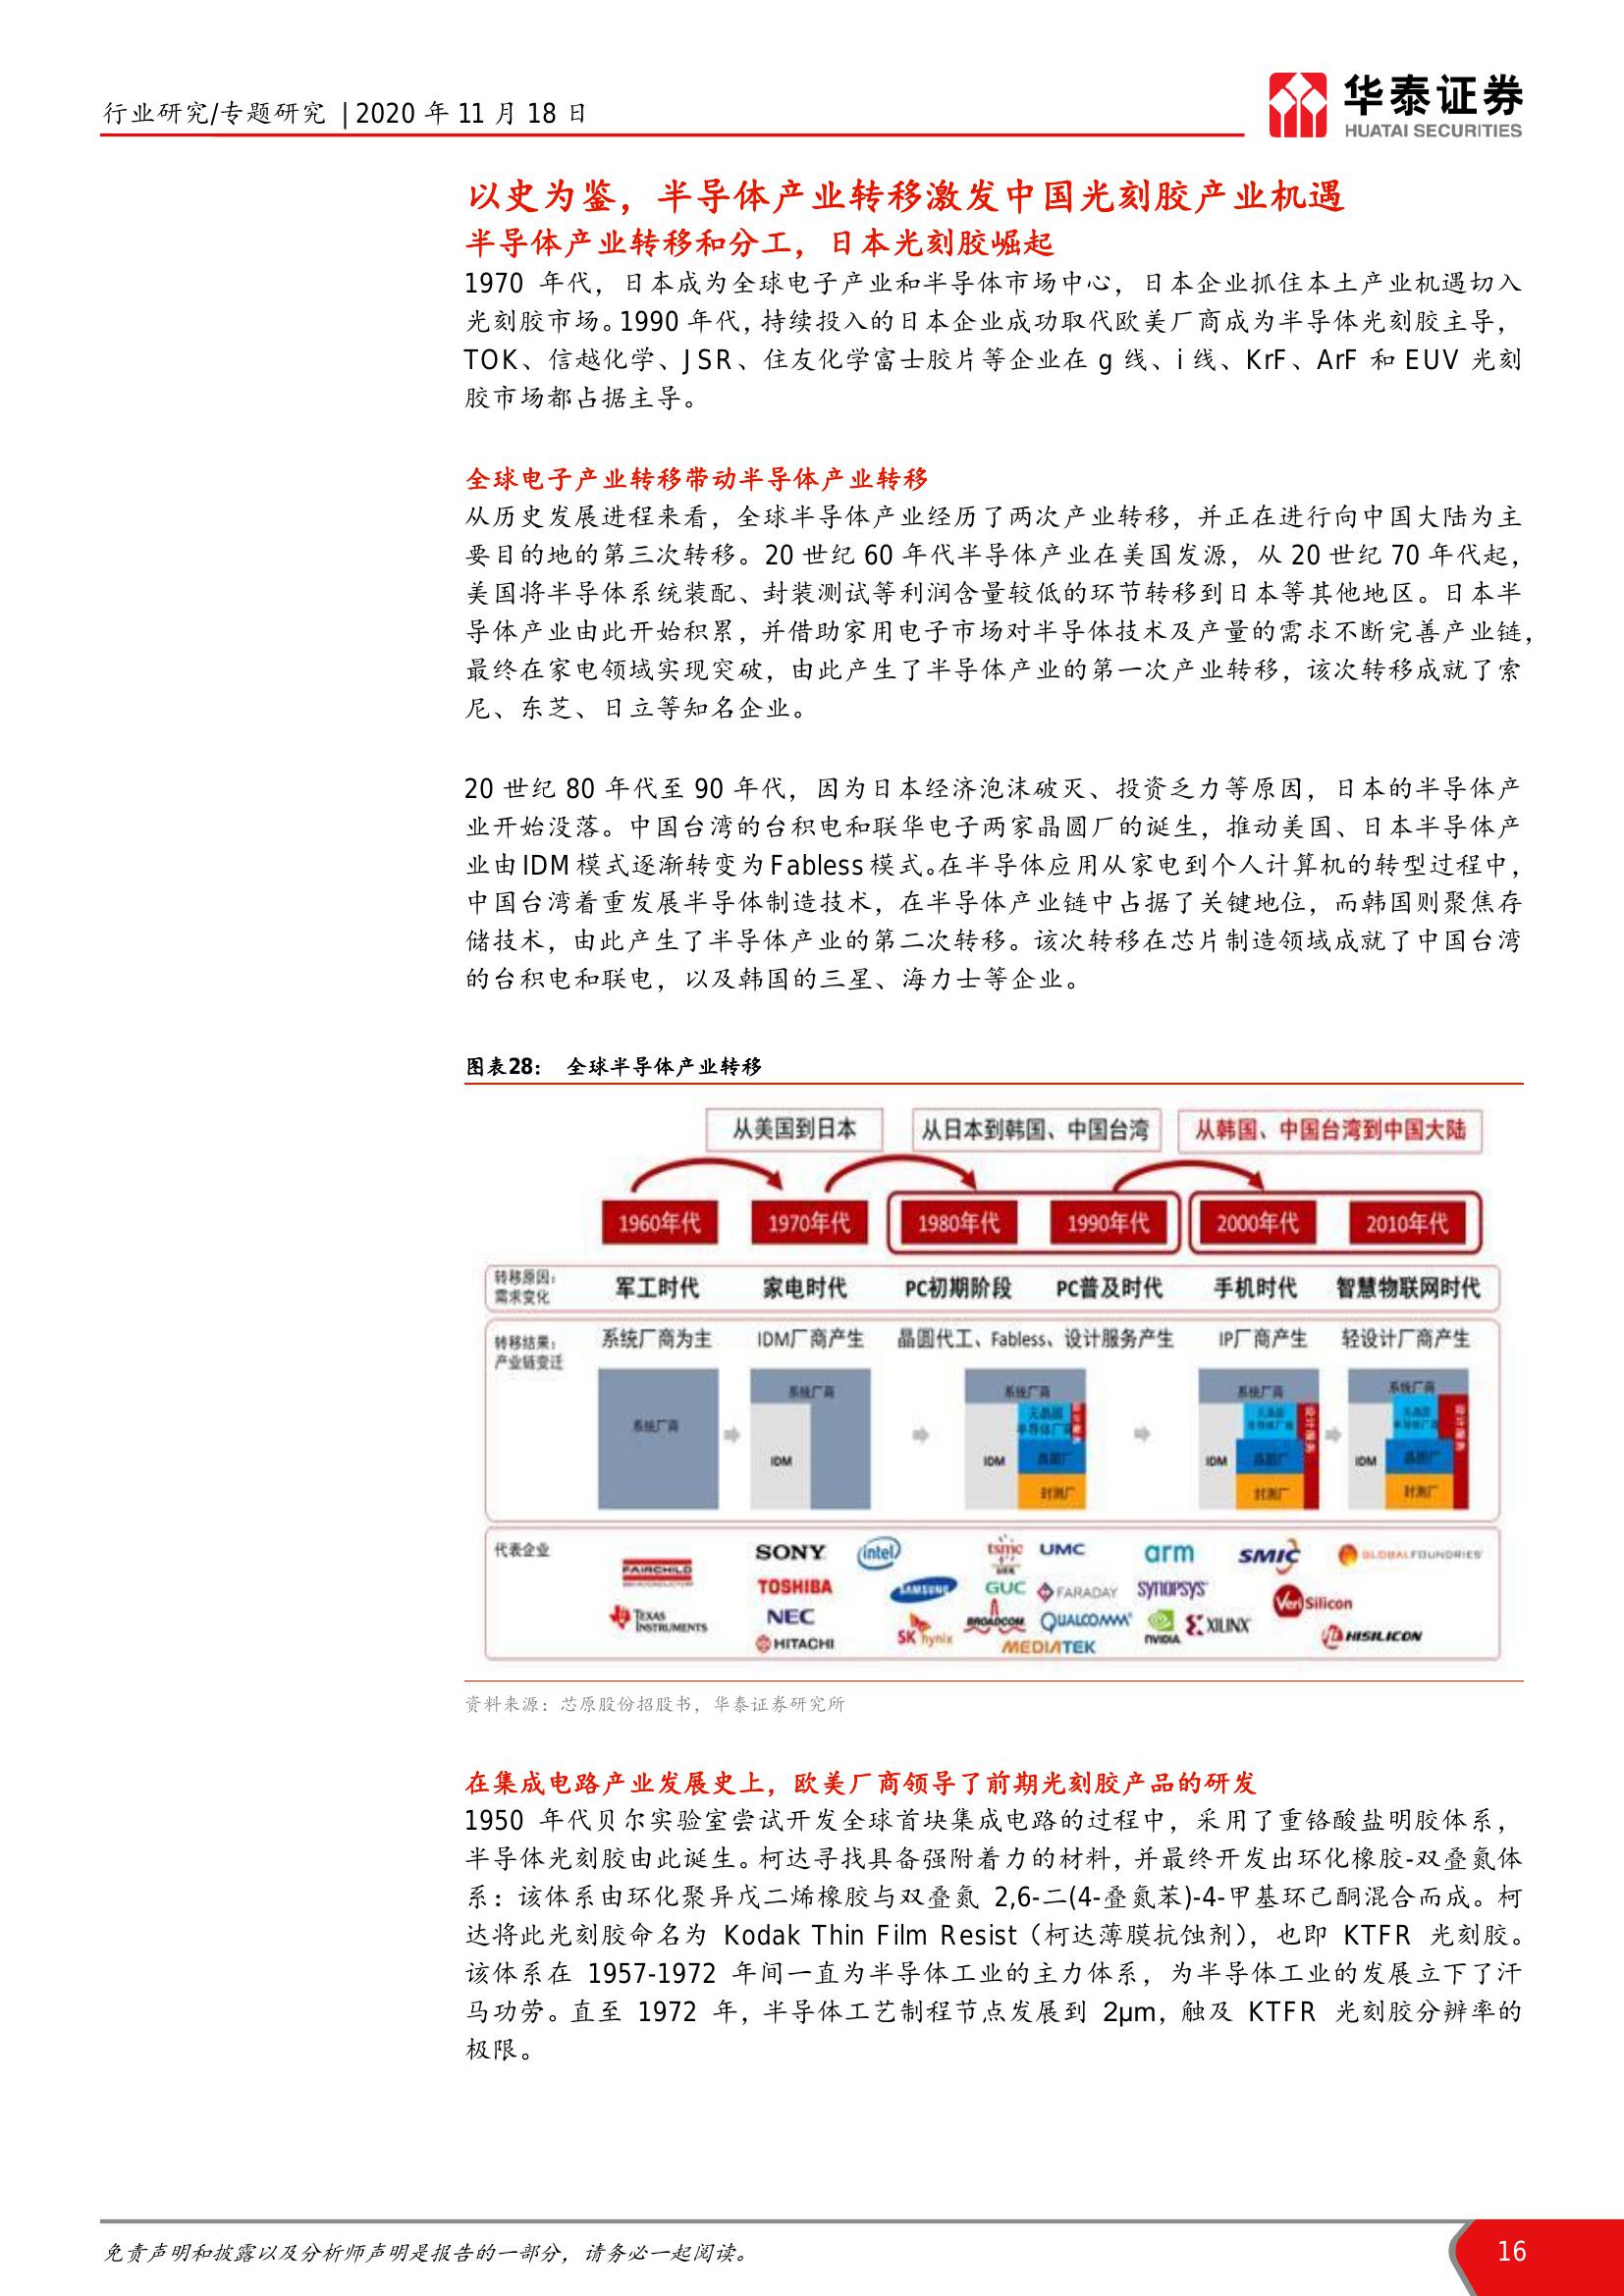 行业研究/专题研究 | 2020 年 11 月 18 日
华泰证券
HUATAI SECURITIES
以史为鉴，半导体产业转移激发中国光刻胶产业机遇
半导体产业转移和分工，日本光刻胶崛起
1970 年代，日本成为全球电子产业和半导体市场中心，日本企业抓住本土产业机遇切入
光刻胶市场。1990 年代，持续投入的日本企业成功取代欧美厂商成为半导体光刻胶主导，
TOK、信越化学、JSR、住友化学富士胶片等企业在 g 线、i 线、KrF、ArF 和 EUV 光刻
胶市场都占据主导。
全球电子产业转移带动半导体产业转移
从历史发展进程来看，全球半导体产业经历了两次产业转移，并正在进行向中国大陆为主
要目的地的第三次转移。20 世纪 60 年代半导体产业在美国发源，从 20 世纪 70 年代起，
美国将半导体系统装配、封装测试等利润含量较低的环节转移到日本等其他地区。日本半
导体产业由此开始积累，并借助家用电子市场对半导体技术及产量的需求不断完善产业链，
最终在家电领域实现突破，由此产生了半导体产业的第一次产业转移，该次转移成就了索
尼、东芝、日立等知名企业。
20 世纪 80 年代至 90 年代，因为日本经济泡沫破灭、投资乏力等原因，日本的半导体产
业开始没落。中国台湾的台积电和联华电子两家晶圆厂的诞生，推动美国、日本半导体产
业由 IDM 模式逐渐转变为 Fabless 模式。在半导体应用从家电到个人计算机的转型过程中，
中国台湾着重发展半导体制造技术，在半导体产业链中占据了关键地位，而韩国则聚焦存
储技术，由此产生了半导体产业的第二次转移。该次转移在芯片制造领域成就了中国台湾
的台积电和联电，以及韩国的三星、海力士等企业。
图表28： 全球半导体产业转移
从美国到日本 从日本到韩国、中国台湾 从韩国、中国台湾到中国大陆
1960年代 1970年代 1980年代 1990年代 2000年代 2010年代
转移原因：
需求变化
军工时代 家电时代 PC初期阶段 PC普及时代 手机时代 智慧物联网时代
转移结果：
产业链变迁
系统厂商为主 IDM厂商产生 晶圆代工、Fabless、设计服务产生 IP厂商产生 轻设计厂商产生
系统厂商 系统厂商 系统厂商 系统厂商 系统厂商
无晶圆
半导体厂商
设计服务 设计服务
IDM IDM 晶圆厂 IDM 晶圆厂 IDM 晶圆厂
封测厂 封测厂 封测厂
代表企业
FAIRCHILD SONY intel tsmc UMC arm SMIC GLOBALFOUNDRIES
TOSHIBA SAMSUNG GUC FARADAY SYNOPSYS VeriSilicon
TEXAS INSTRUMENTS NEC SK hynix BROADCOM QUALCOMM NVIDIA XILINX HISILICON
HITACHI MEDIATEK
资料来源：芯原股份招股书，华泰证券研究所
在集成电路产业发展史上，欧美厂商领导了前期光刻胶产品的研发
1950 年代贝尔实验室尝试开发全球首块集成电路的过程中，采用了重铬酸盐明胶体系，
半导体光刻胶由此诞生。柯达寻找具备强附着力的材料，并最终开发出环化橡胶-双叠氮体
系：该体系由环化聚异戊二烯橡胶与双叠氮 2,6-二(4-叠氮苯)-4-甲基环己酮混合而成。柯
达将此光刻胶命名为 Kodak Thin Film Resist（柯达薄膜抗蚀剂），也即 KTFR 光刻胶。
该体系在 1957-1972 年间一直为半导体工业的主力体系，为半导体工业的发展立下了汗
马功劳。直至 1972 年，半导体工艺制程节点发展到 2μm，触及 KTFR 光刻胶分辨率的
极限。
免责声明和披露以及分析师声明是报告的一部分，请务必一起阅读。
16